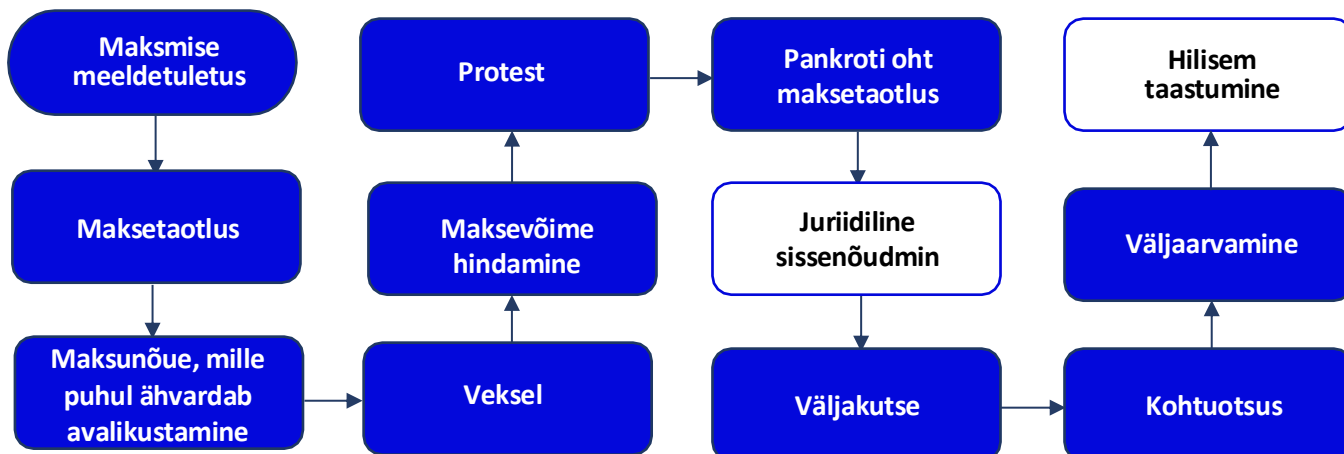 Maksmise
meeldetuletus
Maksetaotlus
Maksunõue, mille
puhul ähvardab
avalikustamine
Veksel
Maksevõime
hindamine
Protest
Pankroti oht
maksetaotlus
Juriidiline
sissenõudmin
Väljakutse
Kohtuotsus
Väljaarvamine
Hilisem
taastumine